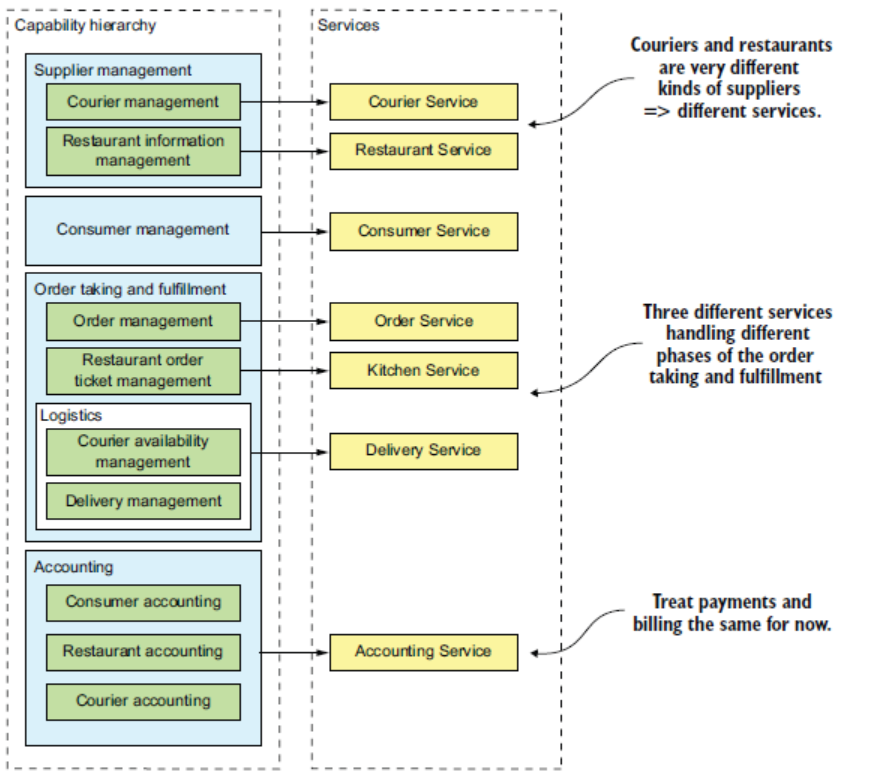 Capability hierarchy
Services
Supplier management
Courier management
Courier Service
Restaurant information
management
Restaurant Service
Couriers and restaurants
are very different
kinds of suppliers
=> different services.
Consumer management
Consumer Service
Order taking and fulfillment
Order management
Order Service
Restaurant order
ticket management
Kitchen Service
Three different services
handling different
phases of the order
taking and fulfillment
Logistics
Courier availability
management
Delivery Service
Delivery management
Accounting
Consumer accounting
Restaurant accounting
Accounting Service
Courier accounting
Treat payments and
billing the same for now.